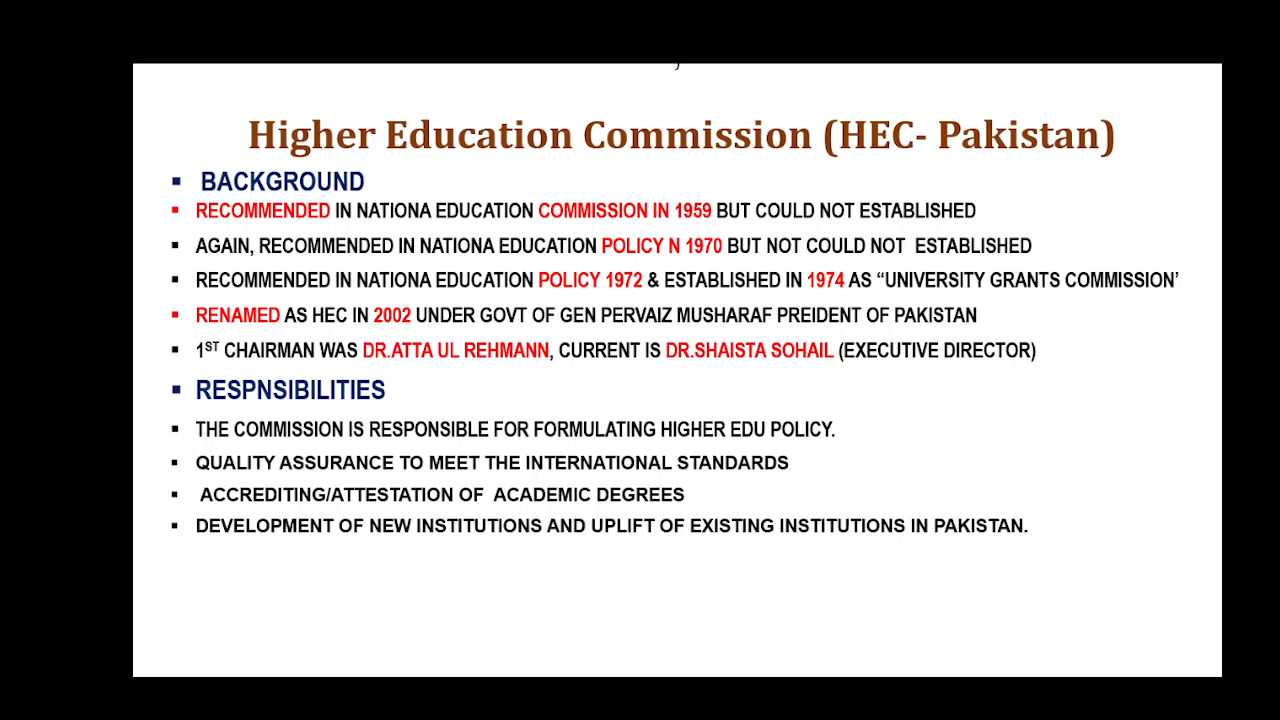 Higher Education Commission (HEC- Pakistan)
BACKGROUND
RECOMMENDED IN NATIONA EDUCATION COMMISSION IN 1959 BUT COULD NOT ESTABLISHED
AGAIN, RECOMMENDED IN NATIONA EDUCATION POLICY N 1970 BUT NOT COULD NOT ESTABLISHED
RECOMMENDED IN NATIONA EDUCATION POLICY 1972 & ESTABLISHED IN 1974 AS “UNIVERSITY GRANTS COMMISSION’
RENAMED AS HEC IN 2002 UNDER GOVT OF GEN PERVAIZ MUSHARAF PREIDENT OF PAKISTAN
1ST CHAIRMAN WAS DR.ATTA UL REHMANN, CURRENT IS DR.SHAISTA SOHAIL (EXECUTIVE DIRECTOR)
RESPNSIBILITIES
THE COMMISSION IS RESPONSIBLE FOR FORMULATING HIGHER EDU POLICY.
QUALITY ASSURANCE TO MEET THE INTERNATIONAL STANDARDS
ACCREDITING/ATTESTATION OF ACADEMIC DEGREES
DEVELOPMENT OF NEW INSTITUTIONS AND UPLIFT OF EXISTING INSTITUTIONS IN PAKISTAN.